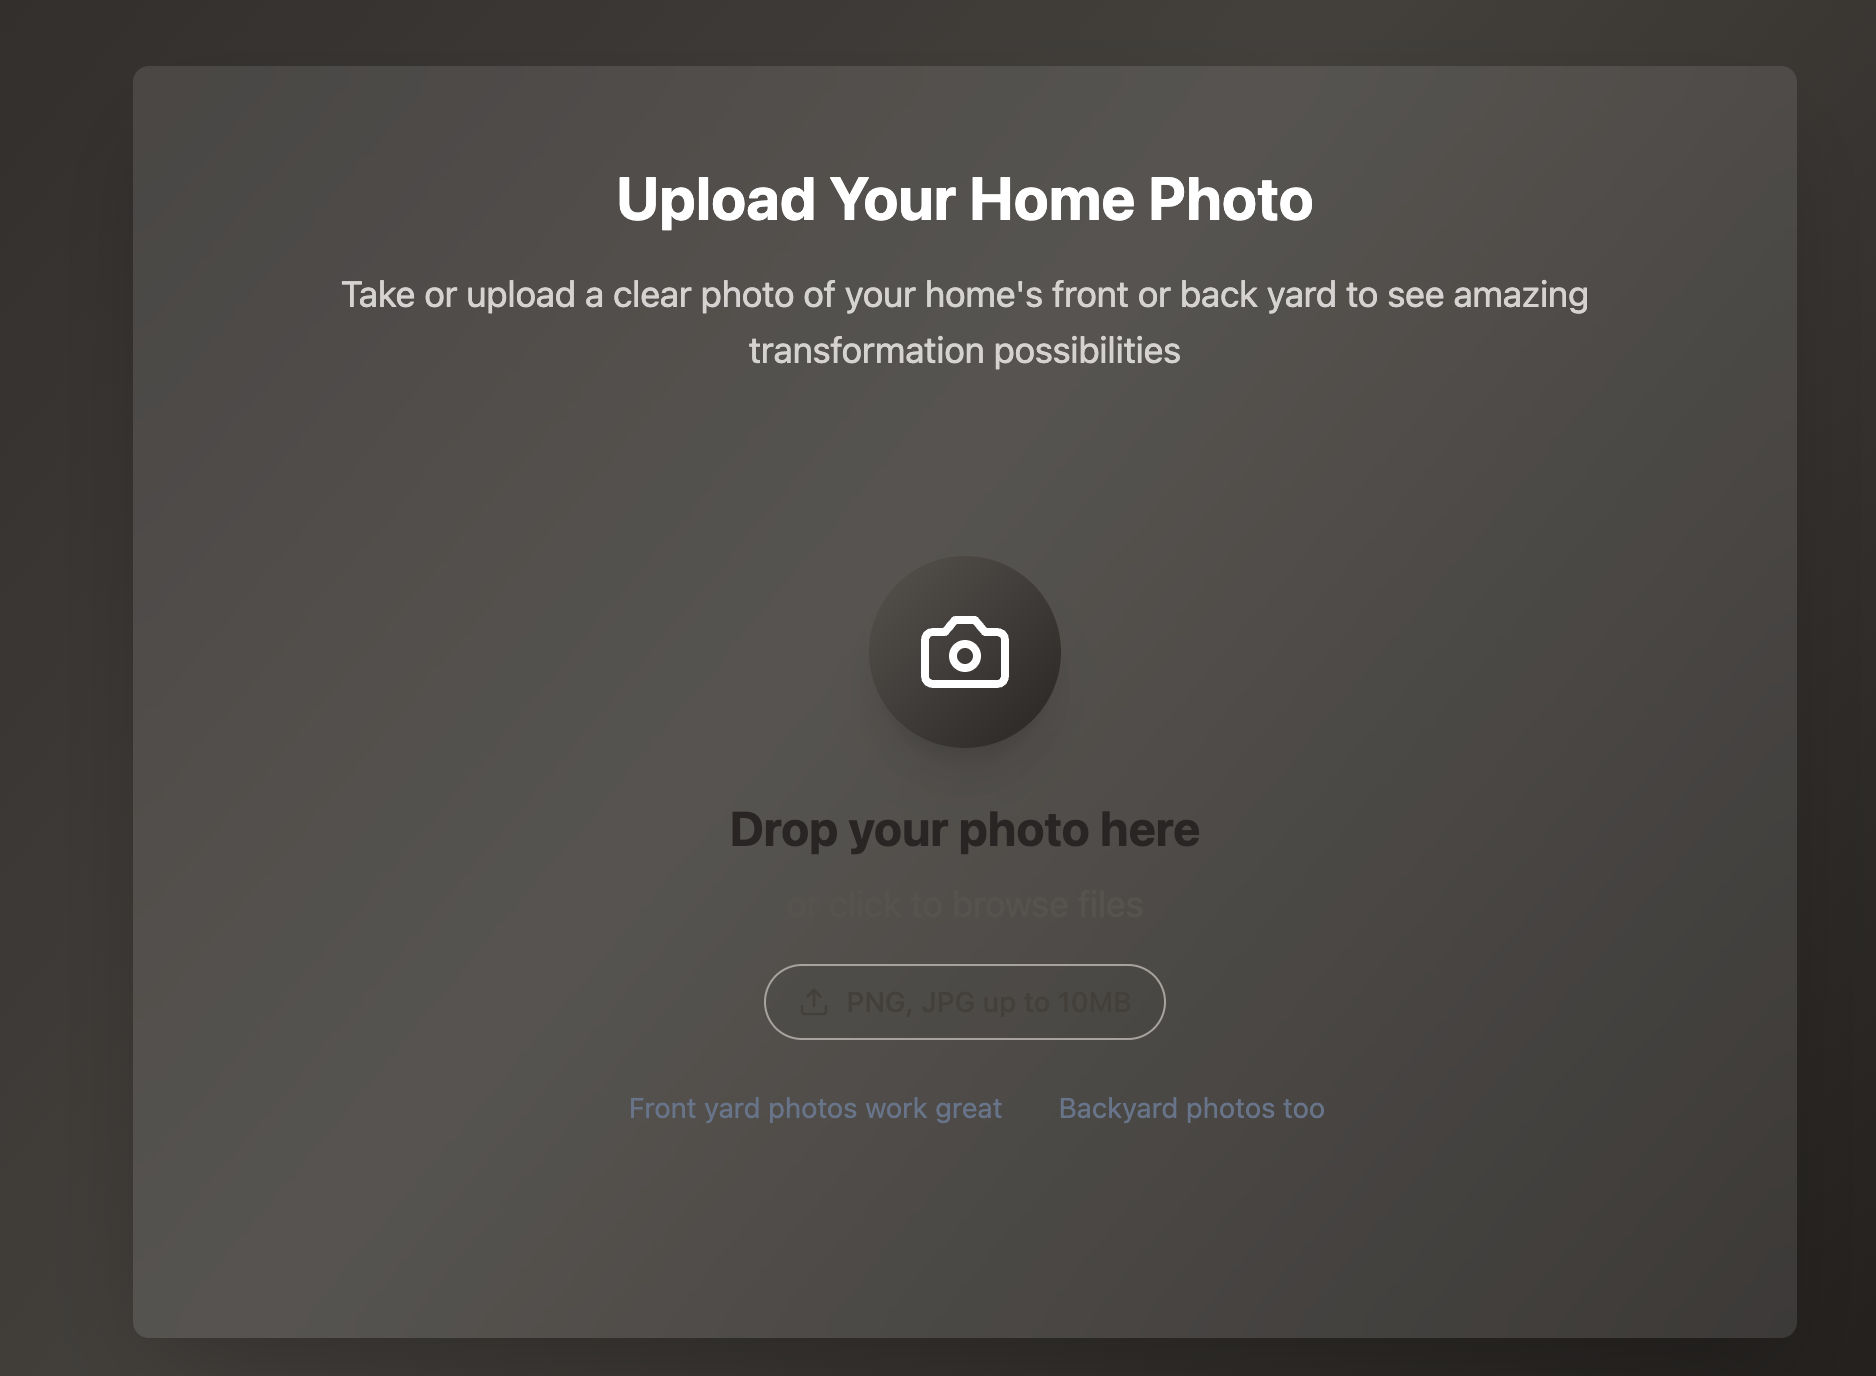 Upload Your Home Photo
Take or upload a clear photo of your home's front or back yard to see amazing
transformation possibilities
Drop your photo here
or click to browse files
PNG, JPG up to 10MB
Front yard photos work great
Backyard photos too